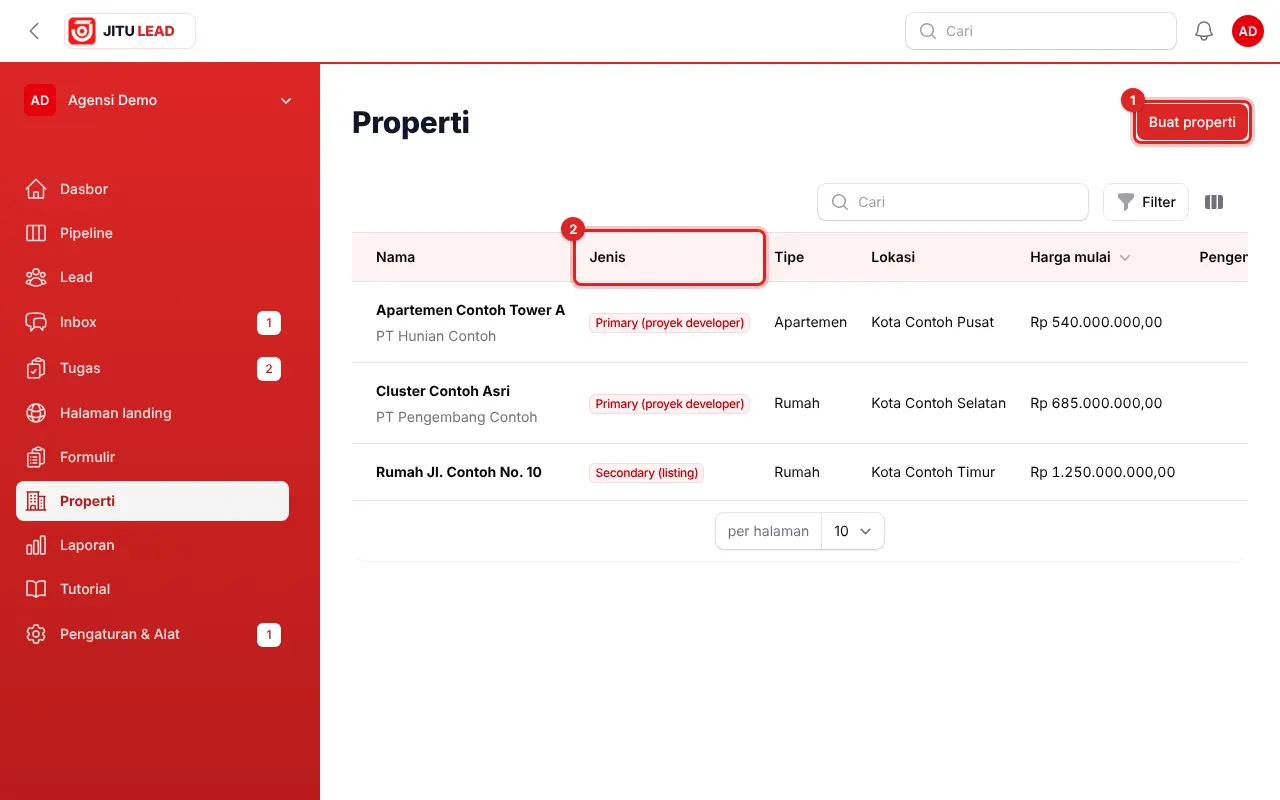 JITU LEAD
Cari
AD
AD
Agensi Demo
Dasbor
Pipeline
Lead
Inbox
1
Tugas
2
Halaman landing
Formulir
Properti
Laporan
Tutorial
Pengaturan & Alat
1
Properti
1
Buat properti
Cari
Filter
2
Nama Jenis Tipe Lokasi Harga mulai Pengen
Apartemen Contoh Tower A
PT Hunian Contoh
Primary (proyek developer) Apartemen Kota Contoh Pusat Rp 540.000.000,00
Cluster Contoh Asri
PT Pengembang Contoh
Primary (proyek developer) Rumah Kota Contoh Selatan Rp 685.000.000,00
Rumah Jl. Contoh No. 10 Secondary (listing) Rumah Kota Contoh Timur Rp 1.250.000.000,00
per halaman 10